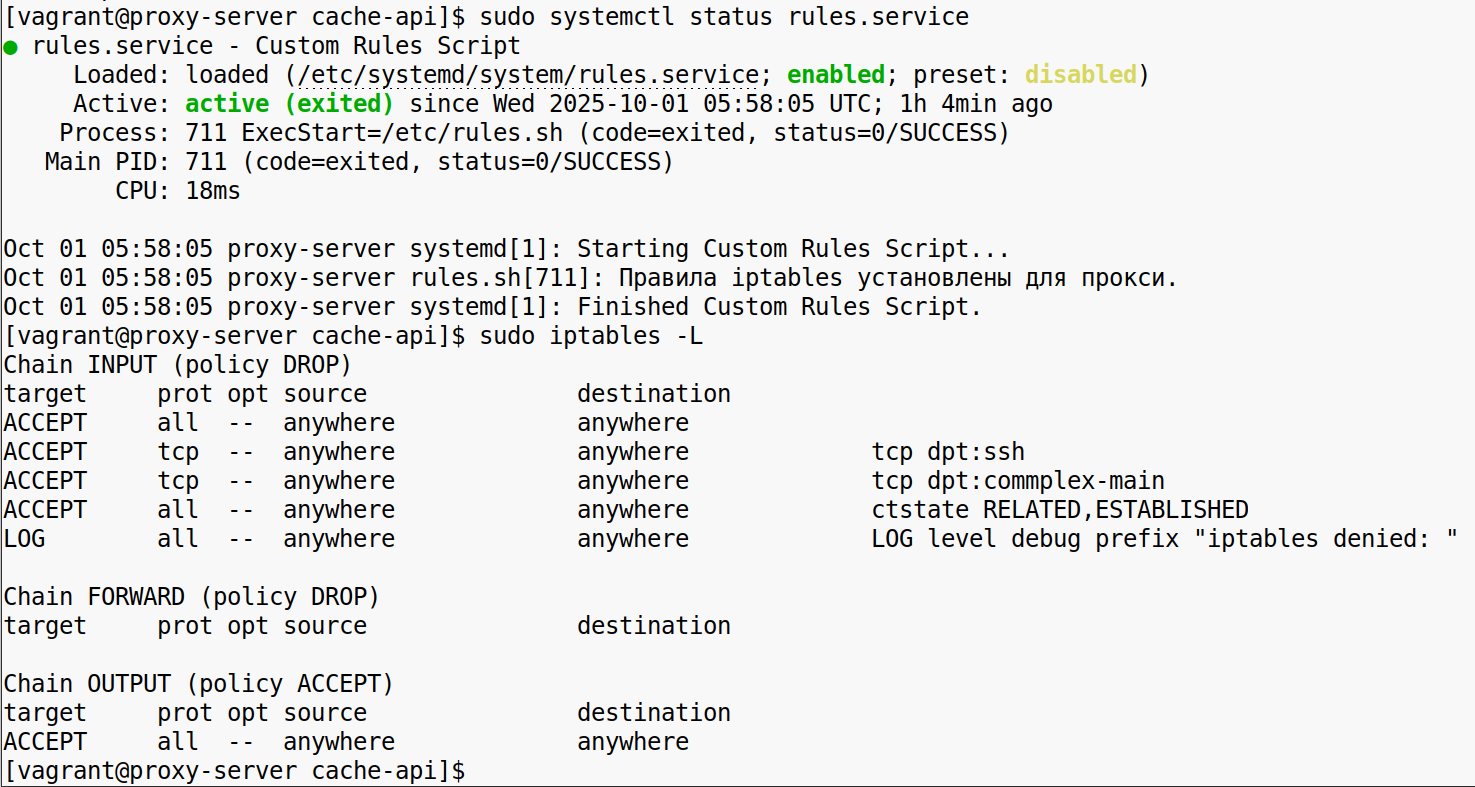 [vagrant@proxy-server cache-api]$ sudo systemctl status rules.service
● rules.service - Custom Rules Script
     Loaded: loaded (/etc/systemd/system/rules.service; enabled; preset: disabled)
     Active: active (exited) since Wed 2025-10-01 05:58:05 UTC; 1h 4min ago
    Process: 711 ExecStart=/etc/rules.sh (code=exited, status=0/SUCCESS)
   Main PID: 711 (code=exited, status=0/SUCCESS)
        CPU: 18ms

Oct 01 05:58:05 proxy-server systemd[1]: Starting Custom Rules Script...
Oct 01 05:58:05 proxy-server rules.sh[711]: Правила iptables установлены для прокси.
Oct 01 05:58:05 proxy-server systemd[1]: Finished Custom Rules Script.
[vagrant@proxy-server cache-api]$ sudo iptables -L
Chain INPUT (policy DROP)
target     prot opt source               destination
ACCEPT     all  --  anywhere             anywhere
ACCEPT     tcp  --  anywhere             anywhere             tcp dpt:ssh
ACCEPT     tcp  --  anywhere             anywhere             tcp dpt:commplex-main
ACCEPT     all  --  anywhere             anywhere             ctstate RELATED,ESTABLISHED
LOG        all  --  anywhere             anywhere             LOG level debug prefix "iptables denied: "

Chain FORWARD (policy DROP)
target     prot opt source               destination

Chain OUTPUT (policy ACCEPT)
target     prot opt source               destination
ACCEPT     all  --  anywhere             anywhere
[vagrant@proxy-server cache-api]$